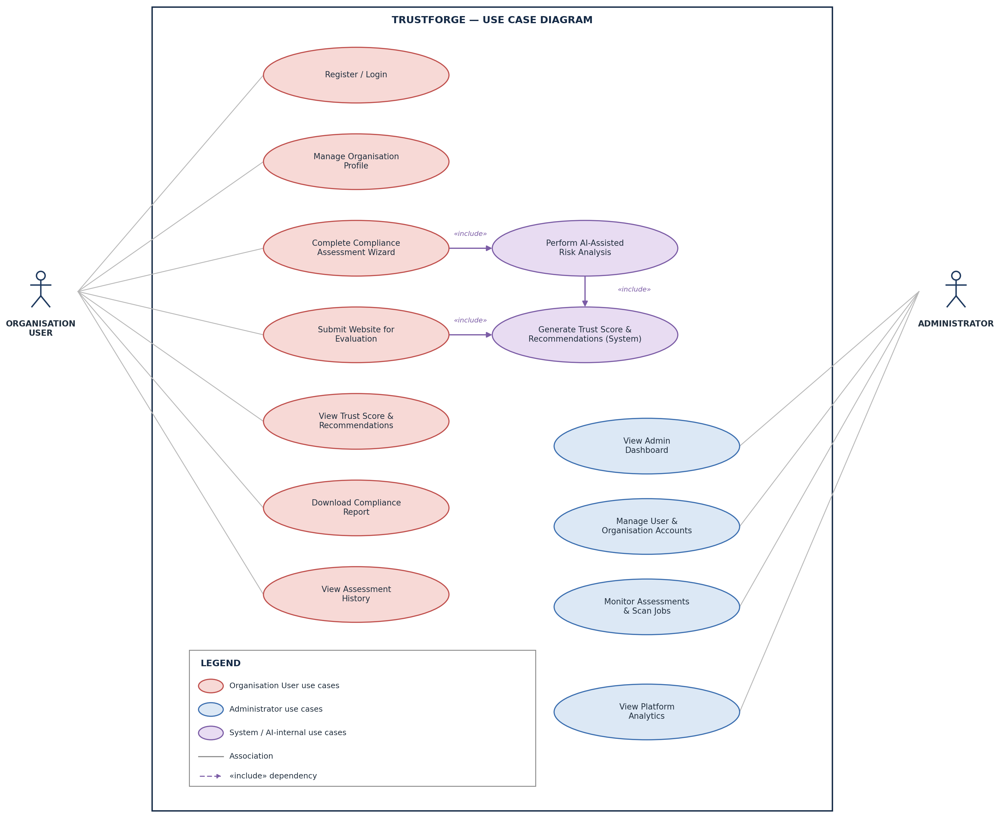 TRUSTFORGE — USE CASE DIAGRAM
Register / Login
Manage Organisation
Profile
Complete Compliance
Assessment Wizard
«include»
Perform AI-Assisted
Risk Analysis
«include»
ORGANISATION
USER
ADMINISTRATOR
Submit Website for
Evaluation
«include»
Generate Trust Score &
Recommendations (System)
View Trust Score &
Recommendations
View Admin
Dashboard
Download Compliance
Report
Manage User &
Organisation Accounts
View Assessment
History
Monitor Assessments
& Scan Jobs
View Platform
Analytics
LEGEND
Organisation User use cases
Administrator use cases
System / AI-internal use cases
Association
«include» dependency